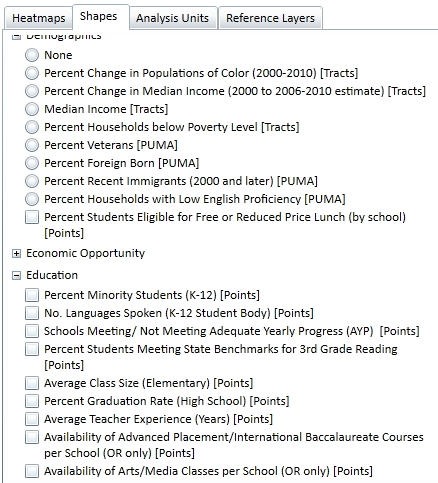 Heatmaps Shapes Analysis Units Reference Layers
Demographics
None
Percent Change in Populations of Color (2000-2010) [Tracts]
Percent Change in Median Income (2000 to 2006-2010 estimate) [Tracts]
Median Income [Tracts]
Percent Households below Poverty Level [Tracts]
Percent Veterans [PUMA]
Percent Foreign Born [PUMA]
Percent Recent Immigrants (2000 and later) [PUMA]
Percent Households with Low English Proficiency [PUMA]
Percent Students Eligible for Free or Reduced Price Lunch (by school)
[Points]
Economic Opportunity
Education
Percent Minority Students (K-12) [Points]
No. Languages Spoken (K-12 Student Body) [Points]
Schools Meeting/ Not Meeting Adequate Yearly Progress (AYP) [Points]
Percent Students Meeting State Benchmarks for 3rd Grade Reading
[Points]
Average Class Size (Elementary) [Points]
Percent Graduation Rate (High School) [Points]
Average Teacher Experience (Years) [Points]
Availability of Advanced Placement/International Baccalaureate Courses
per School (OR only) [Points]
Availability of Arts/Media Classes per School (OR only) [Points]